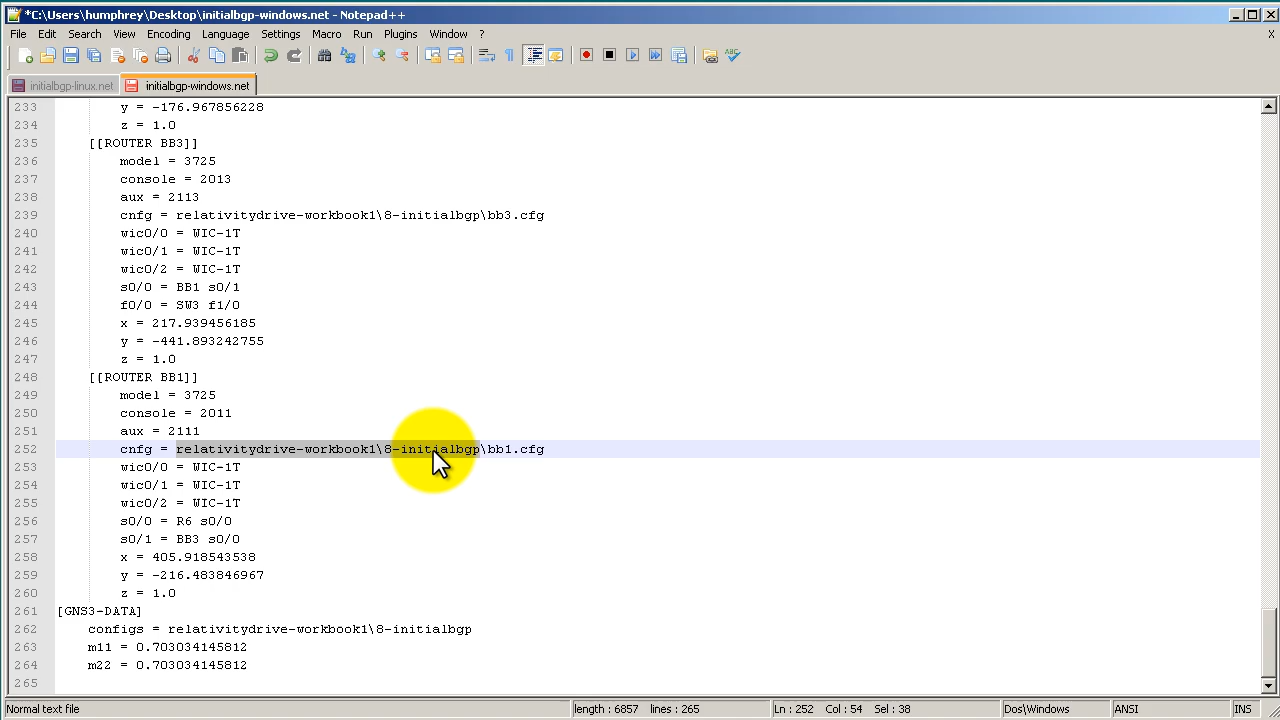 *C:\Users\humphrey\Desktop\initialbgp-windows.net - Notepad++
File Edit Search View Encoding Language Settings Macro Run Plugins Window ? X
initialbgp-linux.net initialbgp-windows.net
233 y = -176.967856228
234 z = 1.0
235 [[ROUTER BB3]]
236 model = 3725
237 console = 2013
238 aux = 2113
239 cnfg = relativitydrive-workbook1\8-initialbgp\bb3.cfg
240 wic0/0 = WIC-1T
241 wic0/1 = WIC-1T
242 wic0/2 = WIC-1T
243 s0/0 = BB1 s0/1
244 f0/0 = SW3 f1/0
245 x = 217.939456185
246 y = -441.893242755
247 z = 1.0
248 [[ROUTER BB1]]
249 model = 3725
250 console = 2011
251 aux = 2111
252 cnfg = relativitydrive-workbook1\8-initialbgp\bb1.cfg
253 wic0/0 = WIC-1T
254 wic0/1 = WIC-1T
255 wic0/2 = WIC-1T
256 s0/0 = R6 s0/0
257 s0/1 = BB3 s0/0
258 x = 405.918543538
259 y = -216.483846967
260 z = 1.0
261 [GNS3-DATA]
262 configs = relativitydrive-workbook1\8-initialbgp
263 m11 = 0.703034145812
264 m22 = 0.703034145812
265
Normal text file length : 6857 lines : 265 Ln : 252 Col : 54 Sel : 38 Dos\Windows ANSI INS